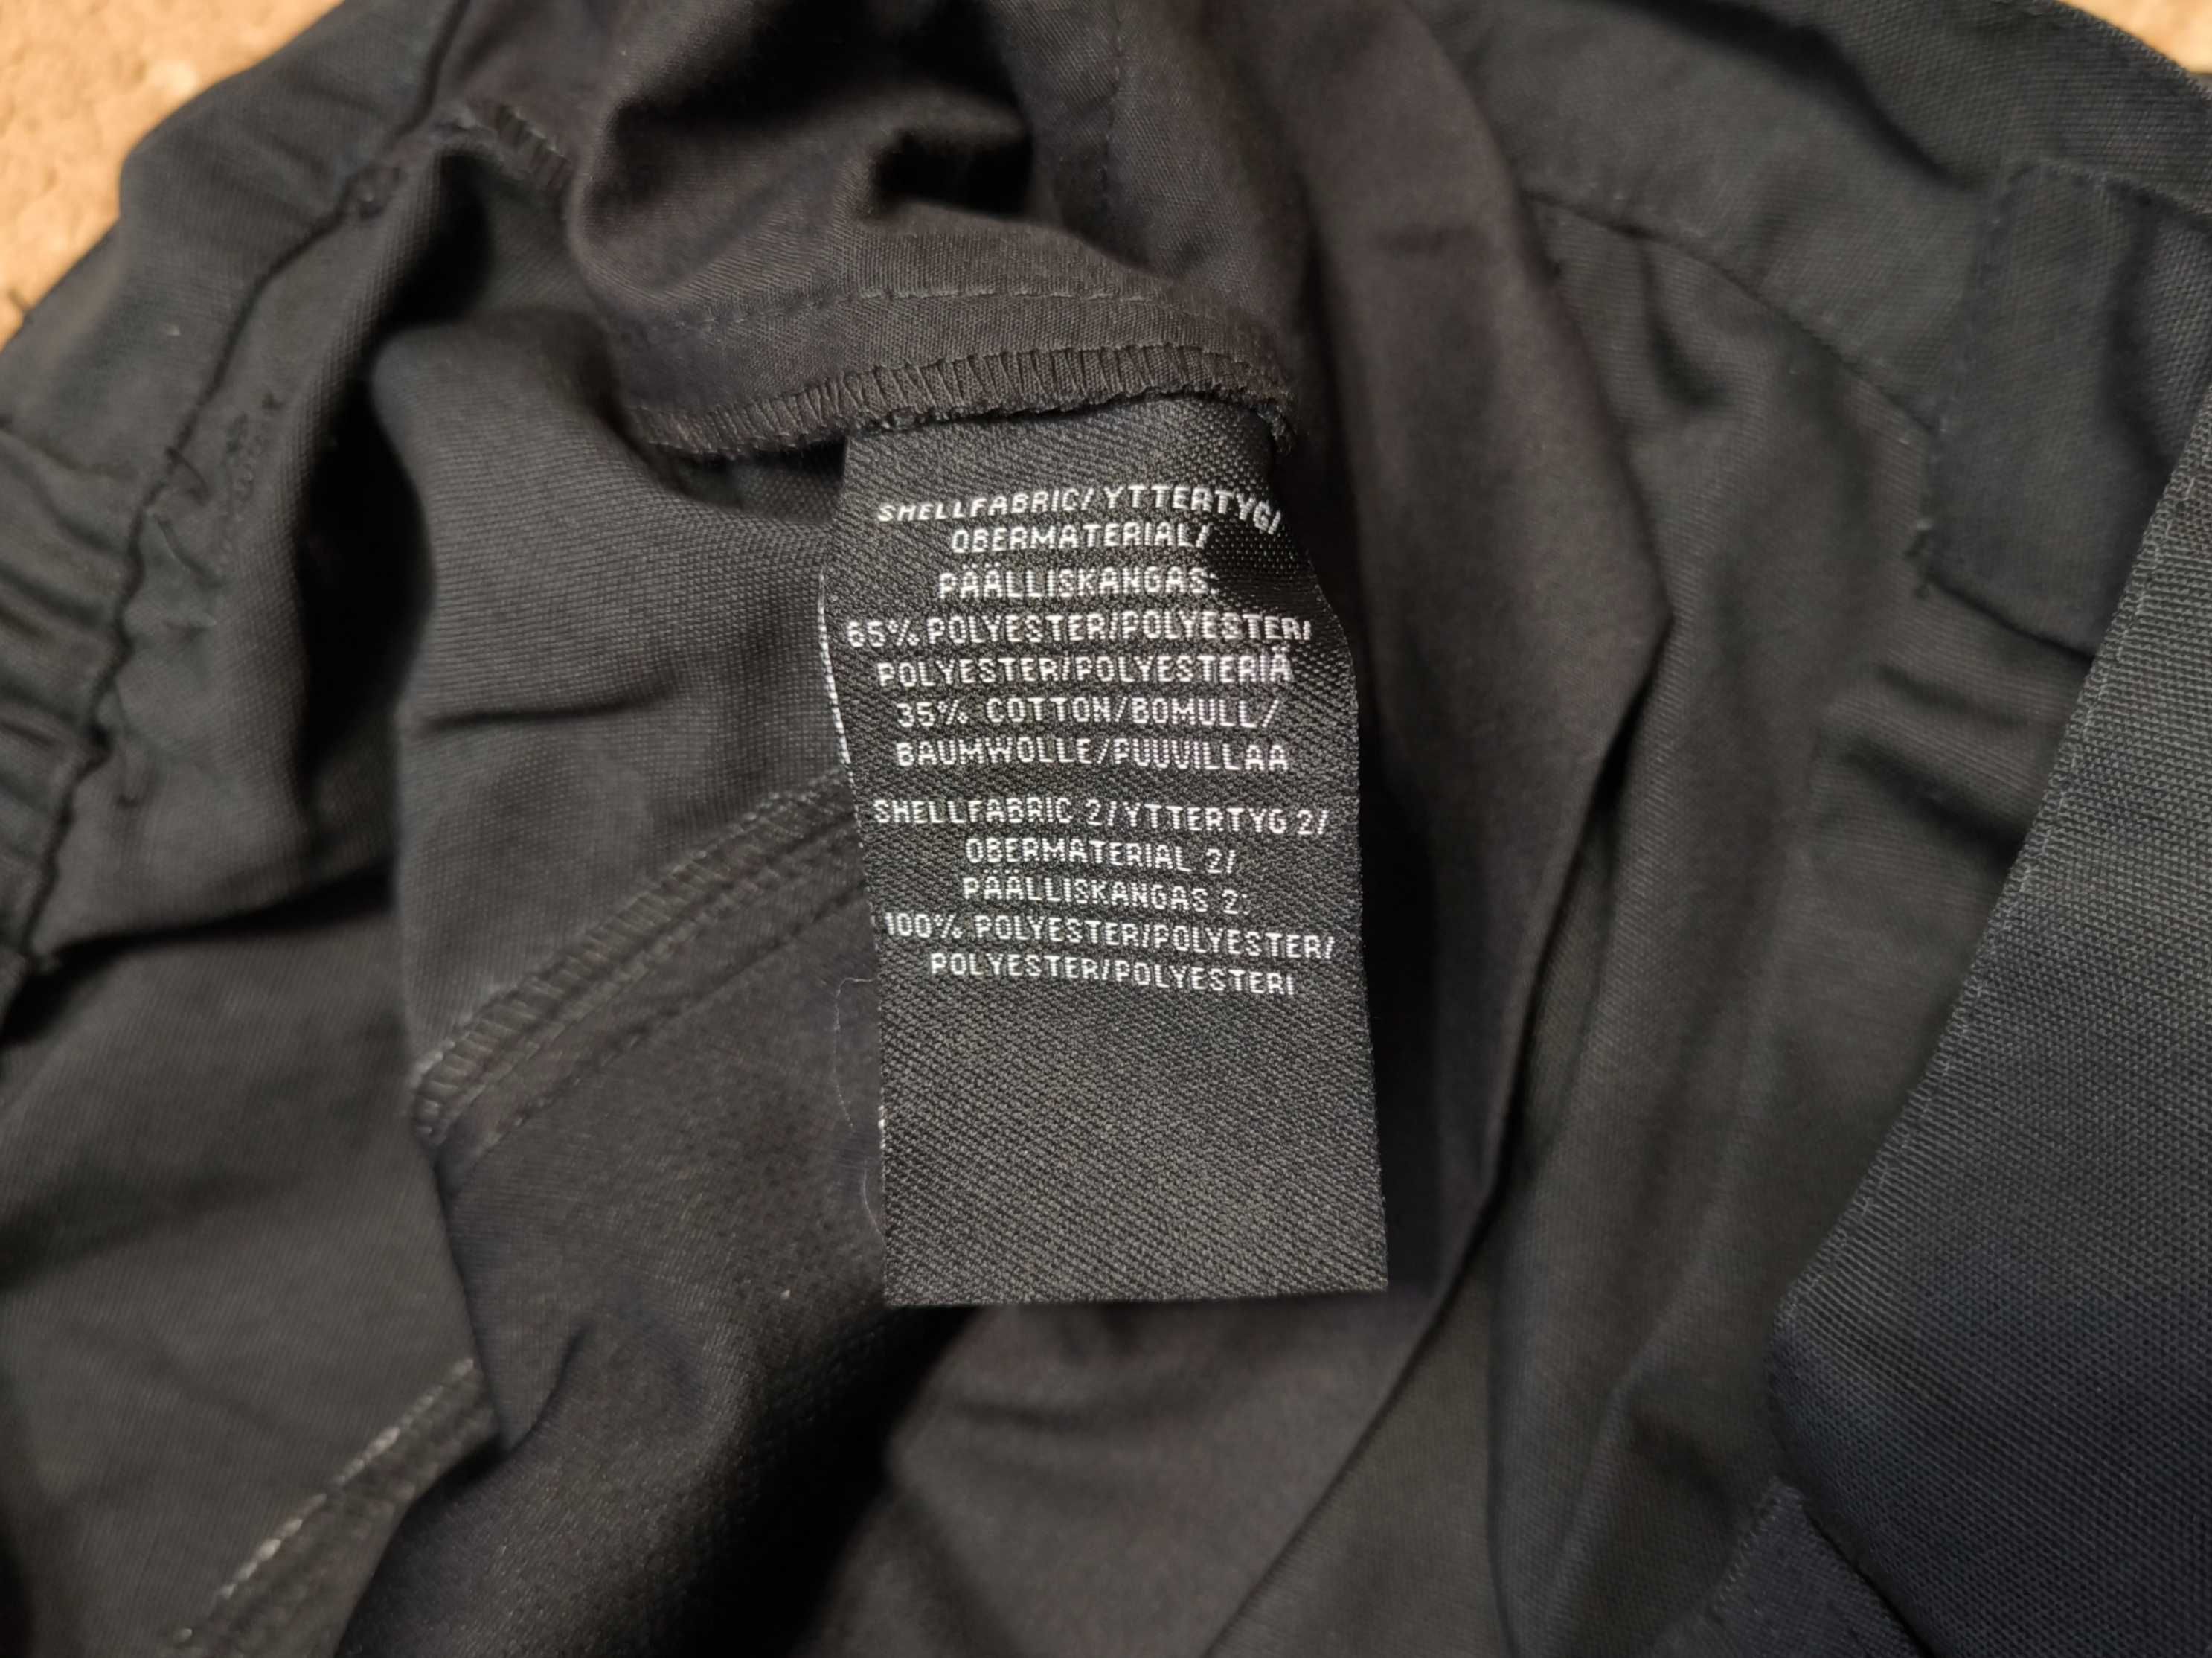 SHELLFABRIC/YTTERTYG/
OBERMATERIAL/
PÄÄLLISKANGAS:
65% POLYESTER/POLYESTER/
POLYESTER/POLYESTERIÄ
35% COTTON/BOMULL/
BAUMWOLLE/PUUVILLAA
SHELLFABRIC 2/YTTERTYG 2/
OBERMATERIAL 2/
PÄÄLLISKANGAS 2:
100% POLYESTER/POLYESTER/
POLYESTER/POLYESTERI